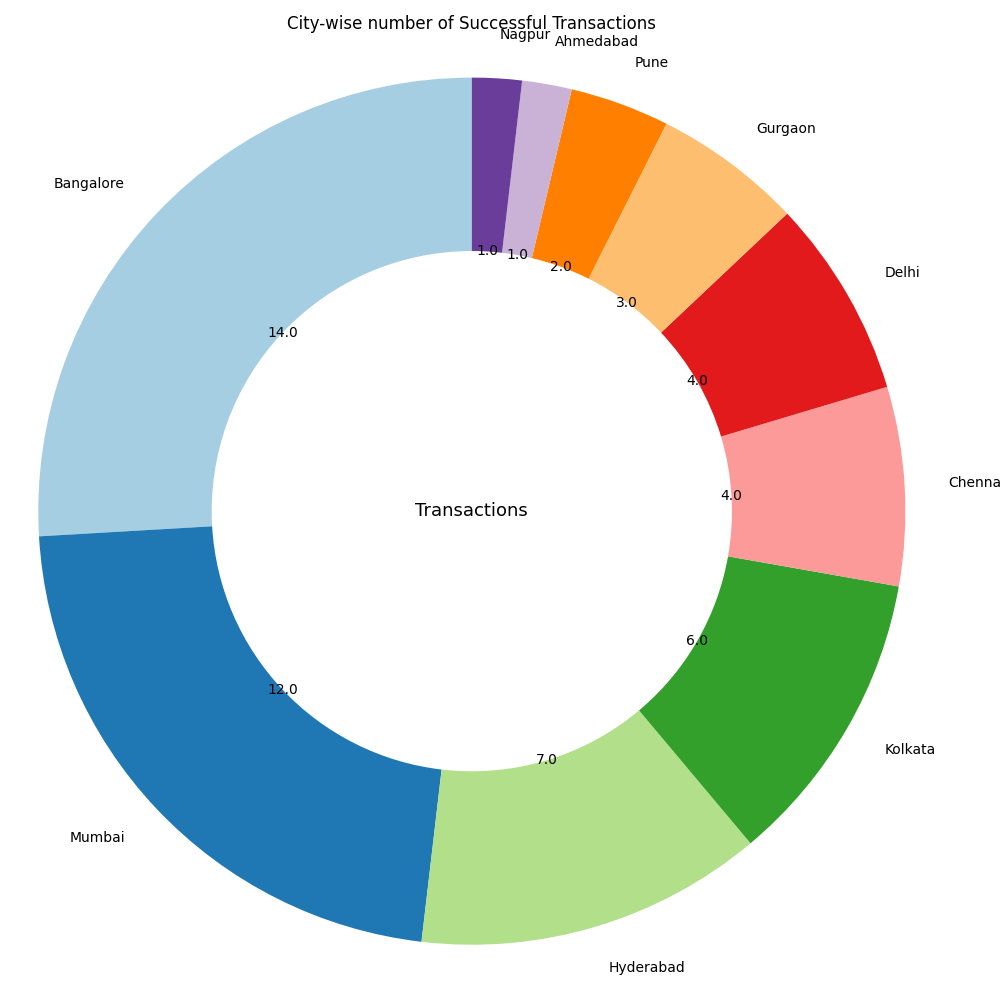 City-wise number of Successful Transactions
Nagpur
Ahmedabad
Pune
Gurgaon
Bangalore
Delhi
Chenna
Kolkata
Mumbai
Hyderabad
1.0
1.0
2.0
3.0
14.0
4.0
4.0
6.0
12.0
7.0
Transactions